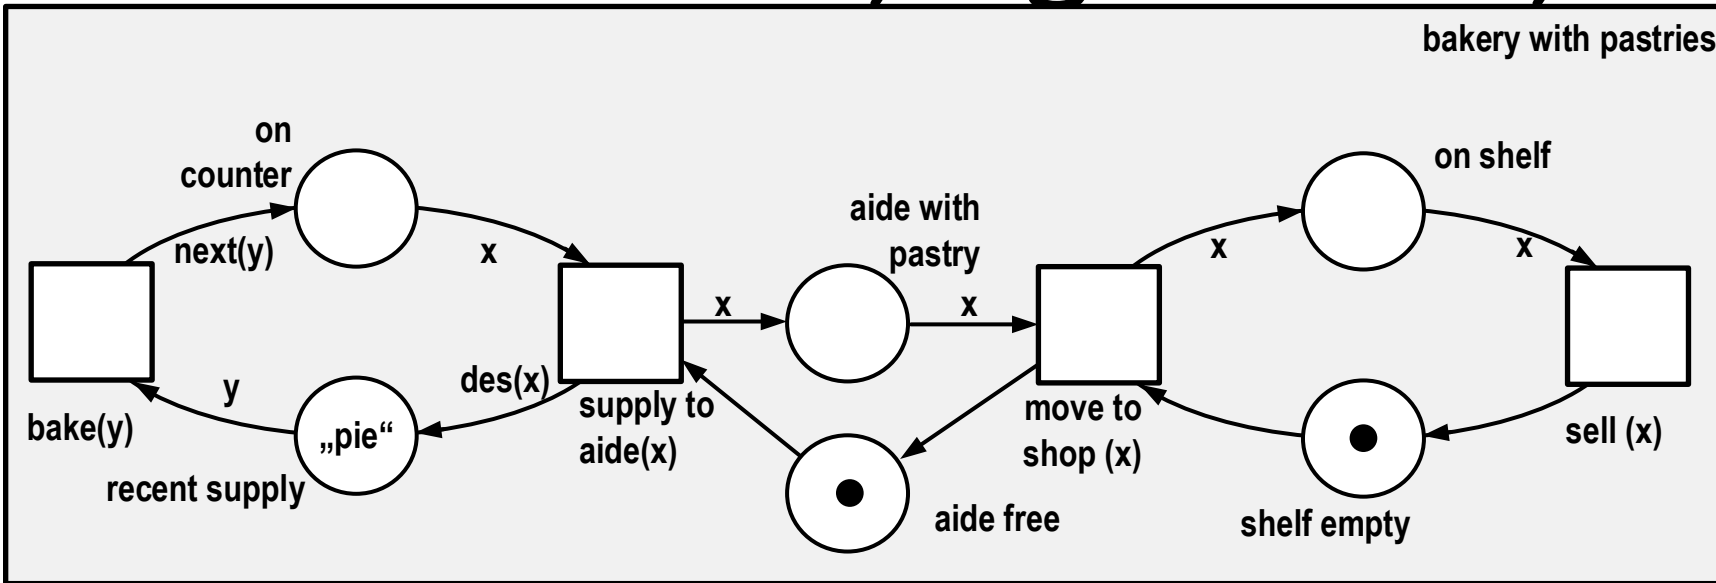 bakery with pastries
on
counter
on shelf
aide with
pastry
next(y)
x
x
x
x
x
y
des(x)
bake(y)
„pie“
supply to
aide(x)
move to
shop (x)
sell (x)
recent supply
aide free
shelf empty